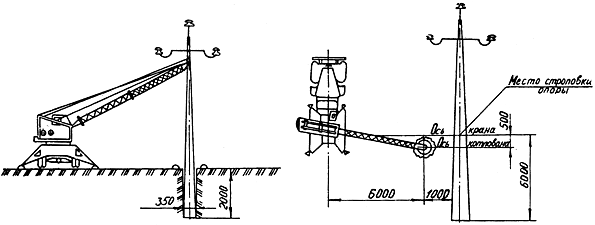 350
2000
Место строповки
опоры
Ось крана
Ось котлована
500
6000
6000
1000